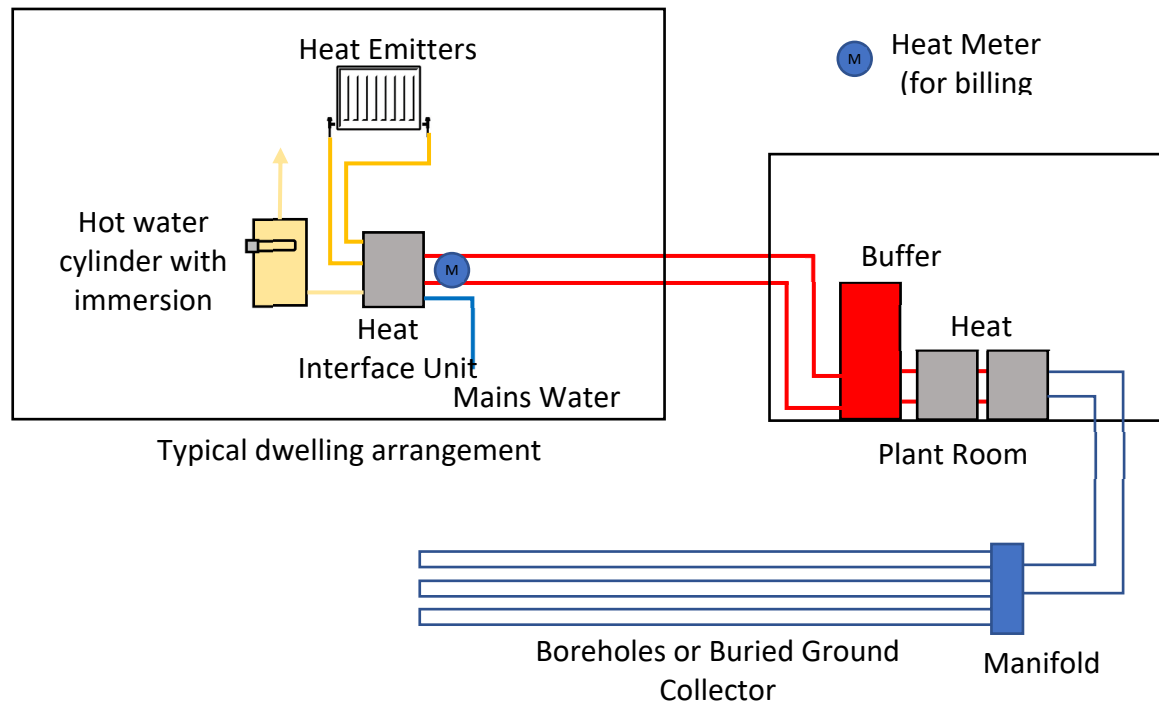 Heat Emitters
M
Heat Meter
(for billing
Hot water
cylinder with
immersion
M
Heat
Interface Unit
Mains Water
Buffer
Heat
Typical dwelling arrangement
Plant Room
Boreholes or Buried Ground
Collector
Manifold